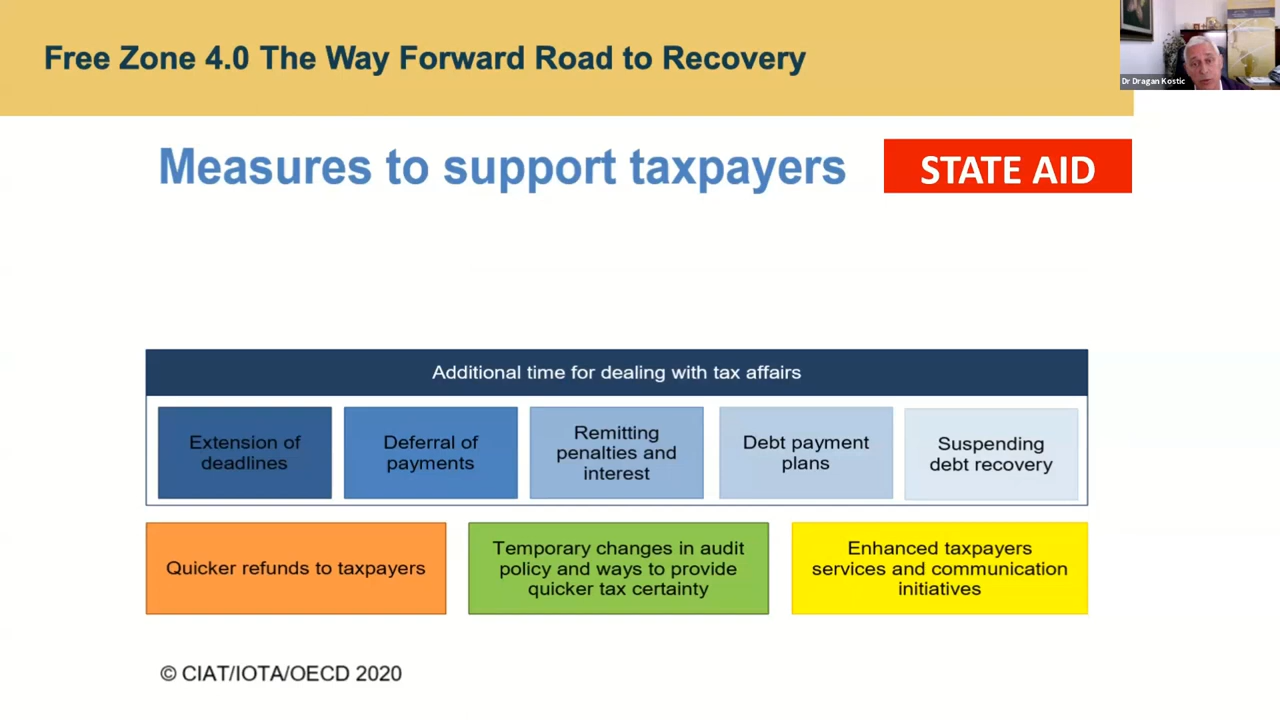 Free Zone 4.0 The Way Forward Road to Recovery
Dr Dragan Kostic
Measures to support taxpayers
STATE AID
Additional time for dealing with tax affairs
Extension of
deadlines
Deferral of
payments
Remitting
penalties and
interest
Debt payment
plans
Suspending
debt recovery
Quicker refunds to taxpayers
Temporary changes in audit
policy and ways to provide
quicker tax certainty
Enhanced taxpayers
services and communication
initiatives
© CIAT/IOTA/OECD 2020